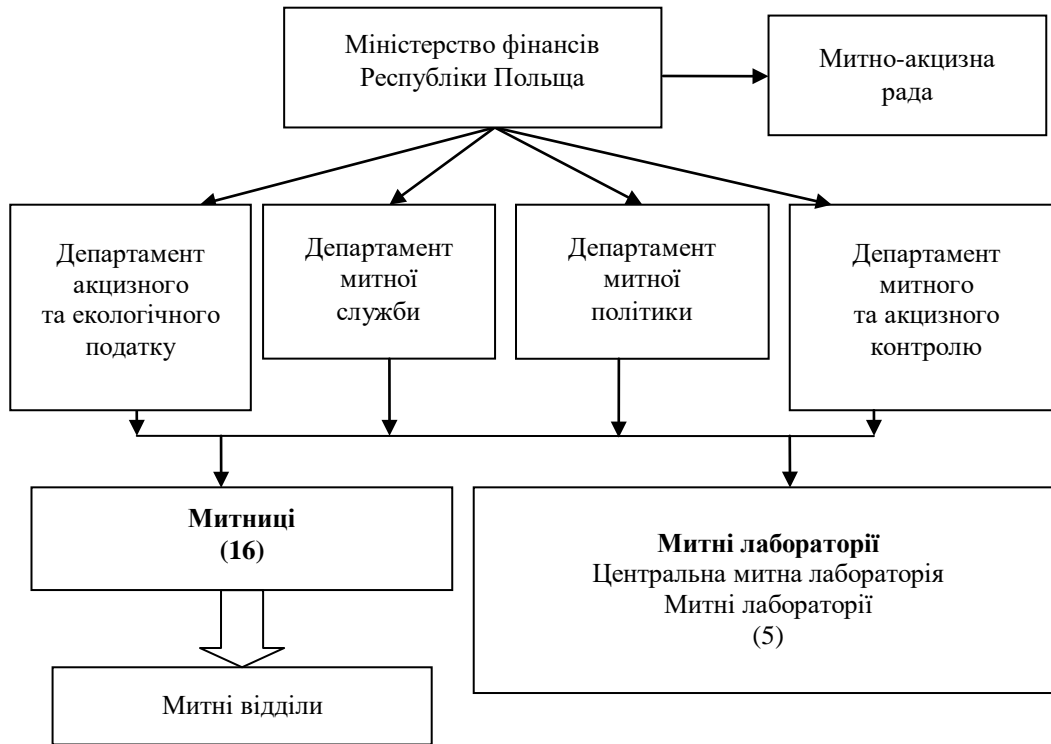 Міністерство фінансів
Республіки Польща
Митно-акцизна
рада
Департамент
акцизного
та екологічного
податку
Департамент
митної
служби
Департамент
митної
політики
Департамент
митного
та акцизного
контролю
Митниці
(16)
Митні лабораторії
Центральна митна лабораторія
Митні лабораторії
(5)
Митні відділи